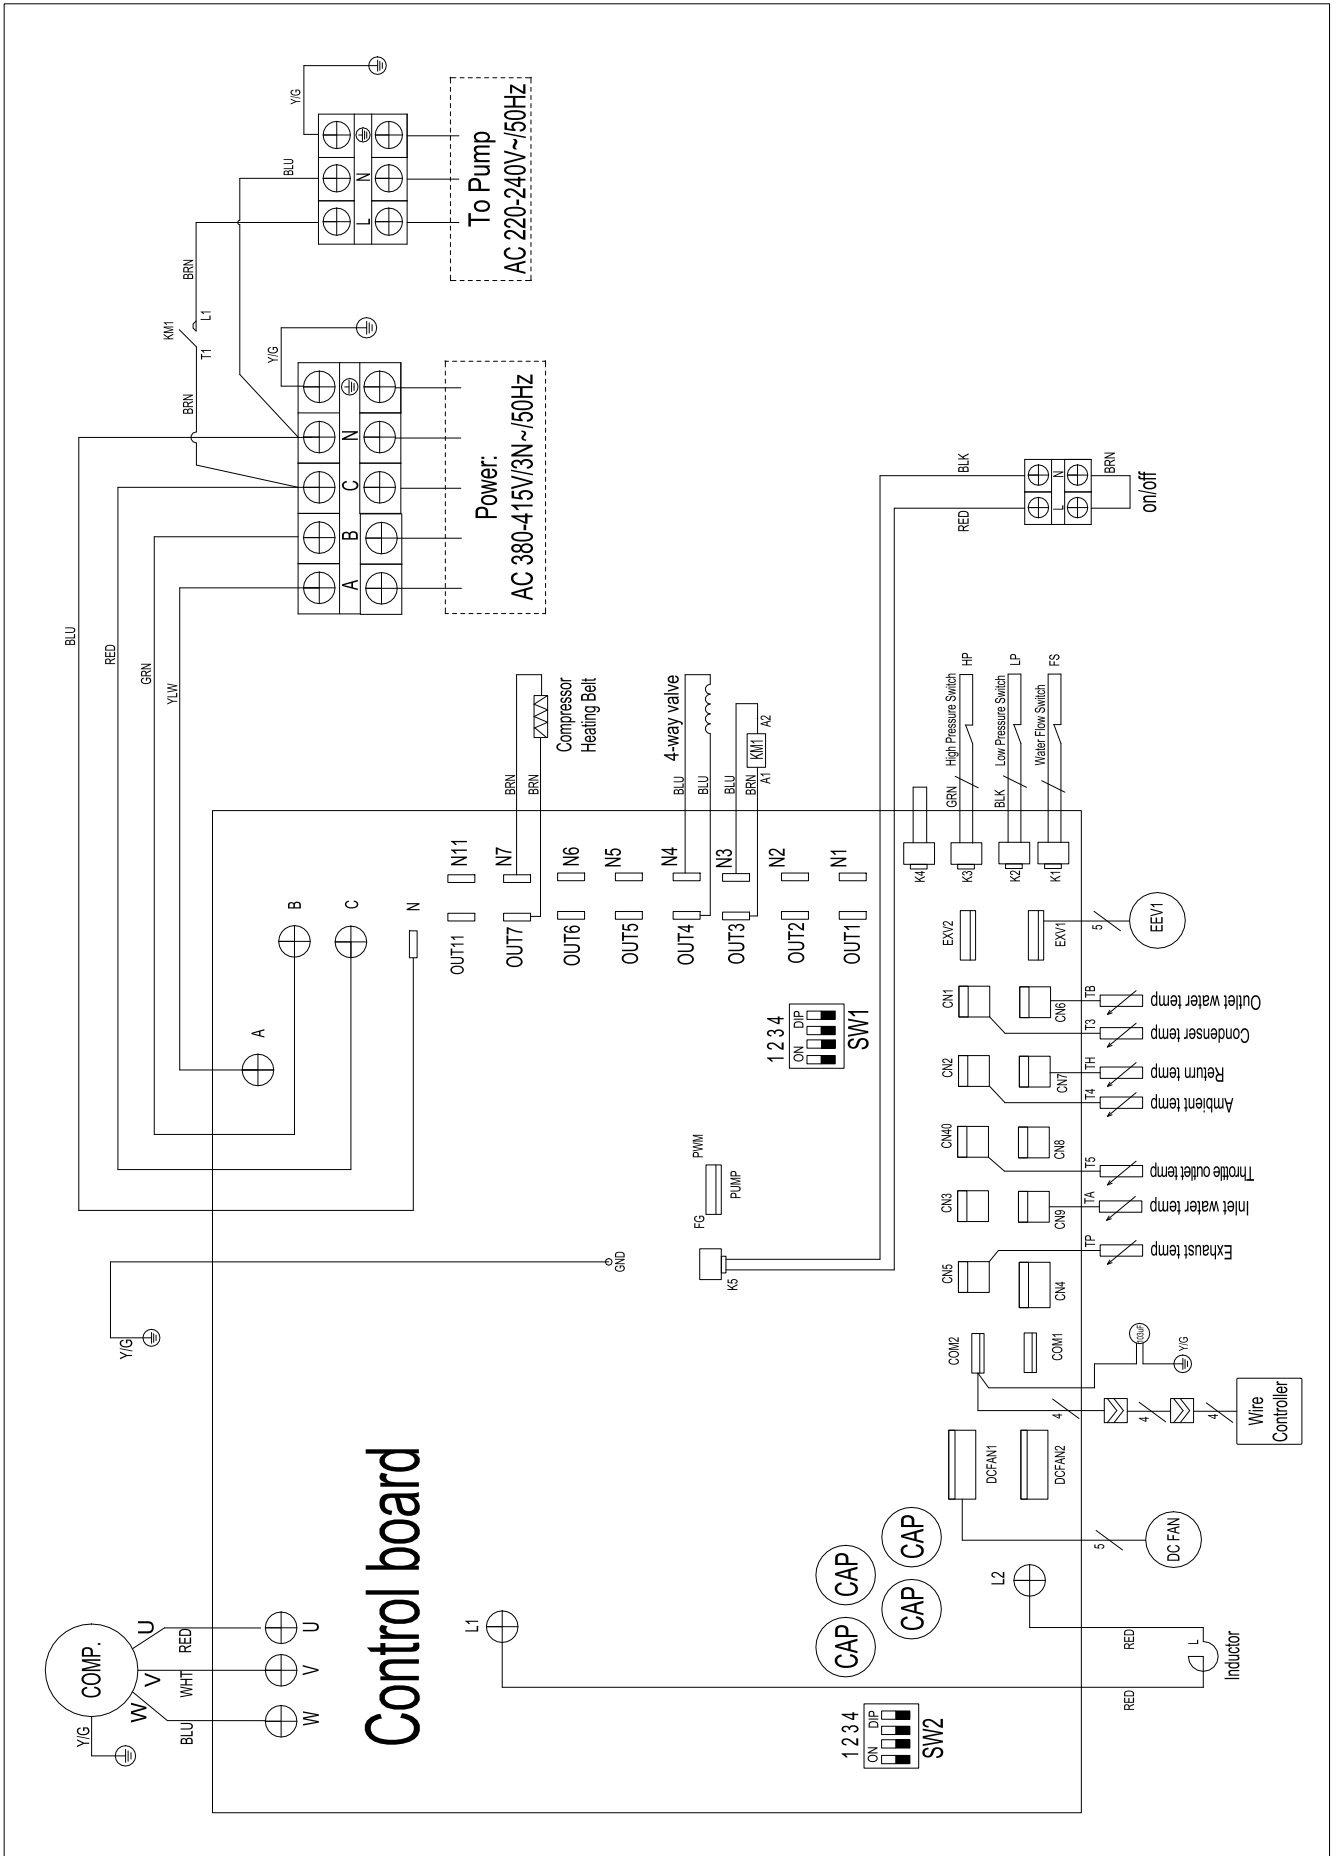 COMP.
U
V
W
Y/G
RED
WHT
BLU
U
V
W
Control board
L1
Y/G
GND
BLU
RED
GRN
YLW
A
B
C
N
Power:
AC 380-415V/3N~/50Hz
A
B
C
N
Y/G
BRN
KM1
T1
L1
BRN
BLU
Y/G
L
N
To Pump
AC 220-240V~/50Hz
OUT11
N11
OUT7
N7
BRN
BRN
Compressor
Heating Belt
OUT6
N6
OUT5
N5
OUT4
N4
BLU
BLU
4-way valve
OUT3
N3
BLU
BRN
A1
KM1
A2
OUT2
N2
OUT1
N1
1 2 3 4
ON DIP
SW1
FG
PWM
PUMP
K5
BLK
RED
L
N
BRN
on/off
K4
K3
GRN
High Pressure Switch
HP
K2
BLK
Low Pressure Switch
LP
K1
Water Flow Switch
FS
EXV2
EXV1
5
EEV1
CN1
CN6
TB
Outlet water temp
T3
Condenser temp
CN2
CN7
TH
Return temp
T4
Ambient temp
CN40
CN8
T5
Throttle outlet temp
CN3
CN9
TA
Inlet water temp
CN5
CN4
TP
Exhaust temp
COM2
COM1
103uF
Y/G
4
4
4
Wire
Controller
DCFAN1
DCFAN2
5
DC FAN
CAP
CAP
CAP
CAP
L2
RED
RED
L
Inductor
1 2 3 4
ON DIP
SW2